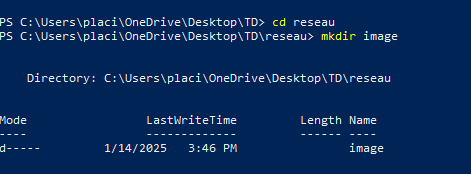 PS C:\Users\placi\OneDrive\Desktop\TD> cd reseau
PS C:\Users\placi\OneDrive\Desktop\TD\reseau> mkdir image
Directory: C:\Users\placi\OneDrive\Desktop\TD\reseau
Mode LastWriteTime Length Name
---- ------------- ------ ----
d----- 1/14/2025 3:46 PM image